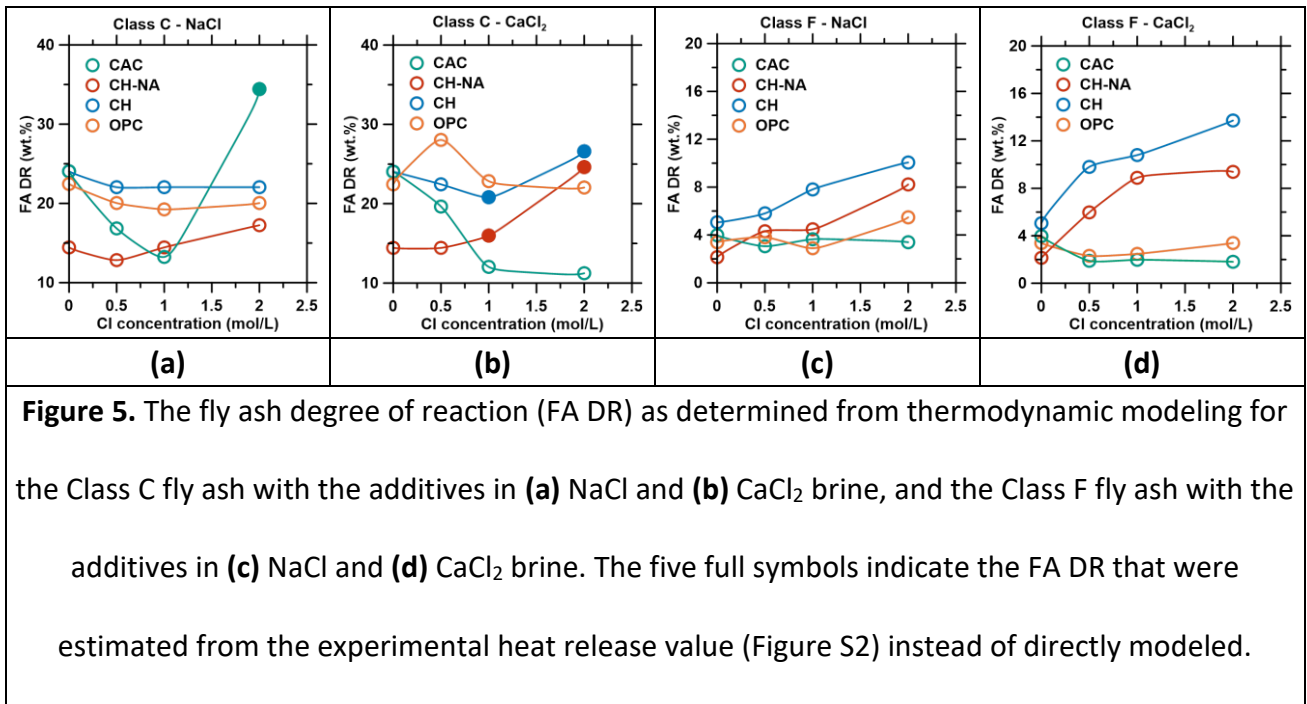 Class C - NaCl
40
30
20
10
FA DR (wt.%)
CAC
CH-NA
CH
OPC
0 0.5 1 1.5 2 2.5
Cl concentration (mol/L)
(a)
Class C - CaCl₂
40
30
20
10
FA DR (wt.%)
CAC
CH-NA
CH
OPC
0 0.5 1 1.5 2 2.5
Cl concentration (mol/L)
(b)
Class F - NaCl
20
16
12
8
4
0
FA DR (wt.%)
CAC
CH-NA
CH
OPC
0 0.5 1 1.5 2 2.5
Cl concentration (mol/L)
(c)
Class F - CaCl₂
20
16
12
8
4
0
FA DR (wt.%)
CAC
CH-NA
CH
OPC
0 0.5 1 1.5 2 2.5
Cl concentration (mol/L)
(d)
Figure 5. The fly ash degree of reaction (FA DR) as determined from thermodynamic modeling for
the Class C fly ash with the additives in (a) NaCl and (b) CaCl₂ brine, and the Class F fly ash with the
additives in (c) NaCl and (d) CaCl₂ brine. The five full symbols indicate the FA DR that were
estimated from the experimental heat release value (Figure S2) instead of directly modeled.